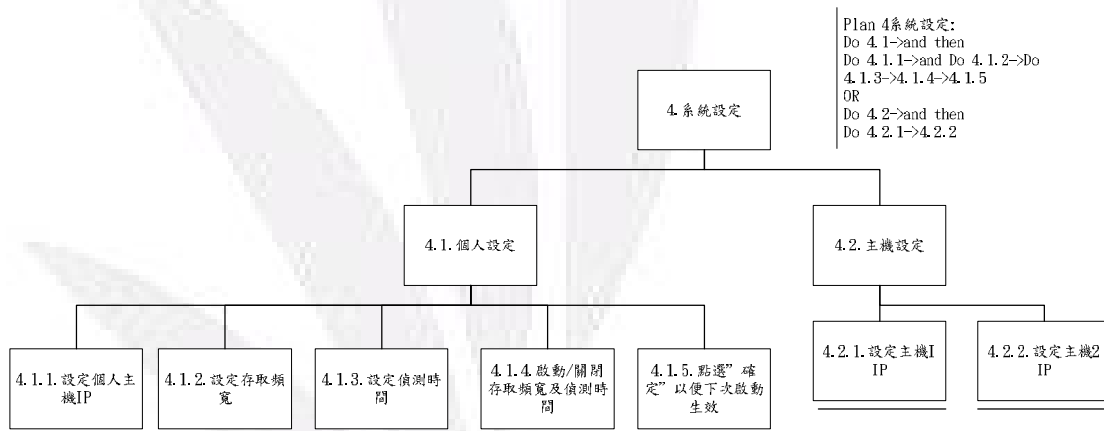 Plan 4系統設定:
Do 4.1->and then
Do 4.1.1->and Do 4.1.2->Do
4.1.3->4.1.4->4.1.5
OR
Do 4.2->and then
Do 4.2.1->4.2.2
4.系統設定
4.1.個人設定
4.2.主機設定
4.1.1.設定個人主
機IP
4.1.2.設定存取頻
寬
4.1.3.設定偵測時
間
4.1.4.啟動/關閉
存取頻寬及偵測時間
4.1.5.點選”確
定”以便下次啟動
生效
4.2.1.設定主機1
IP
4.2.2.設定主機2
IP